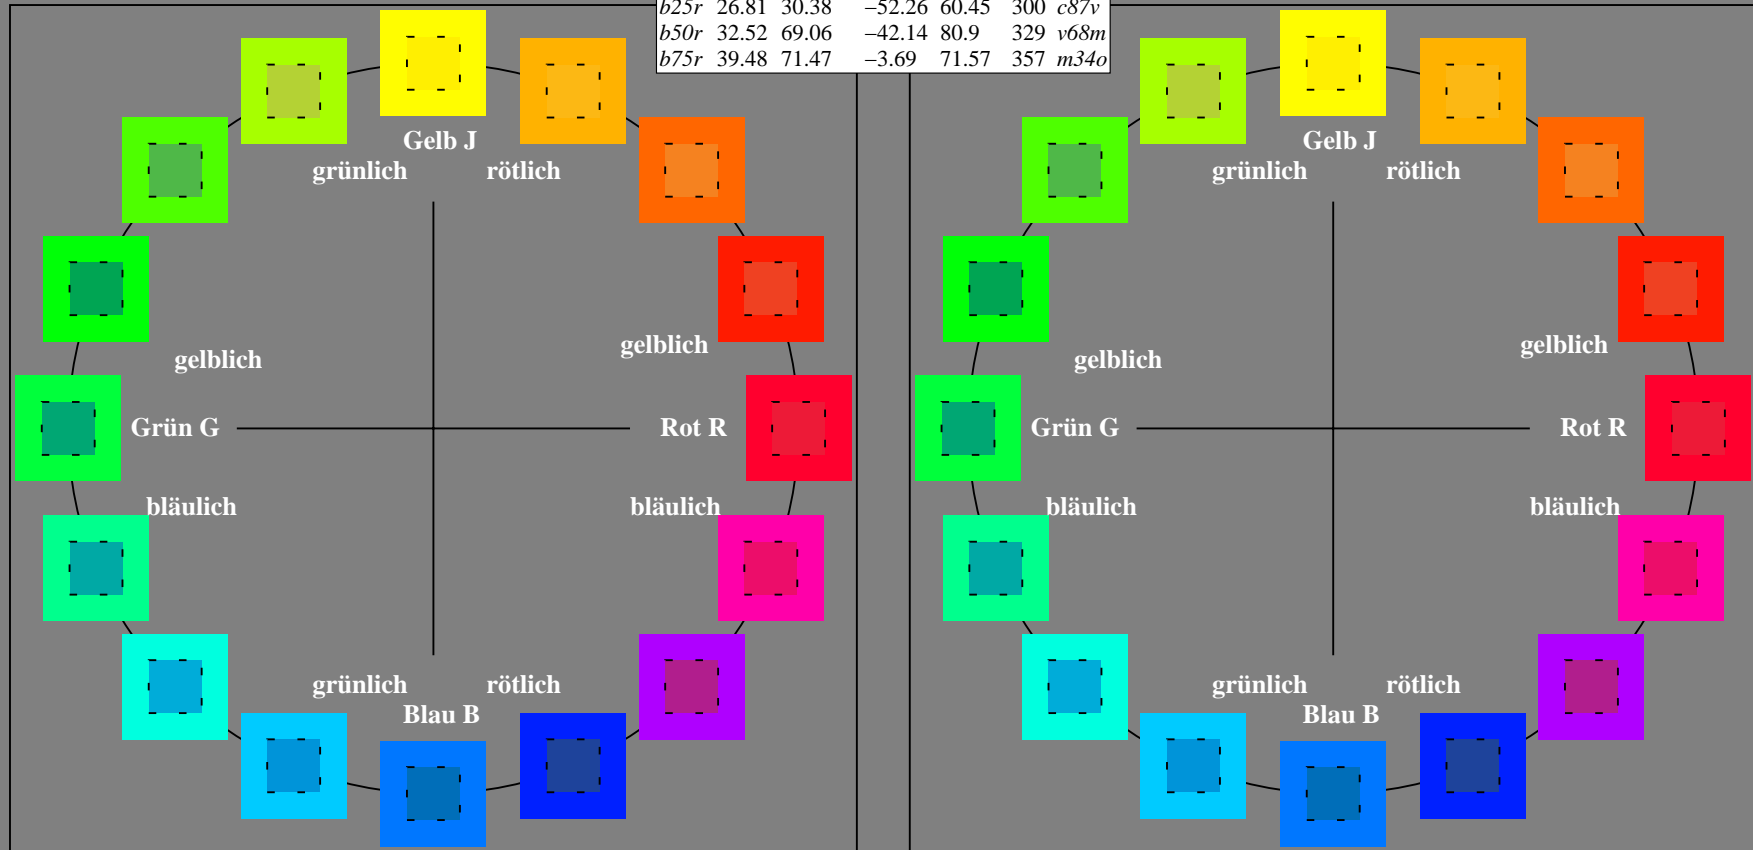 b25r 26.81 30.38 −52.26 60.45 300 c87v
b50r 32.52 69.06 −42.14 80.9 329 v68m
b75r 39.48 71.47 −3.69 71.57 357 m34o
Gelb J
grünlich rötlich
gelblich
gelblich
Grün G
Rot R
bläulich
bläulich
grünlich rötlich
Blau B
Gelb J
grünlich rötlich
gelblich
gelblich
Grün G
Rot R
bläulich
bläulich
grünlich rötlich
Blau B